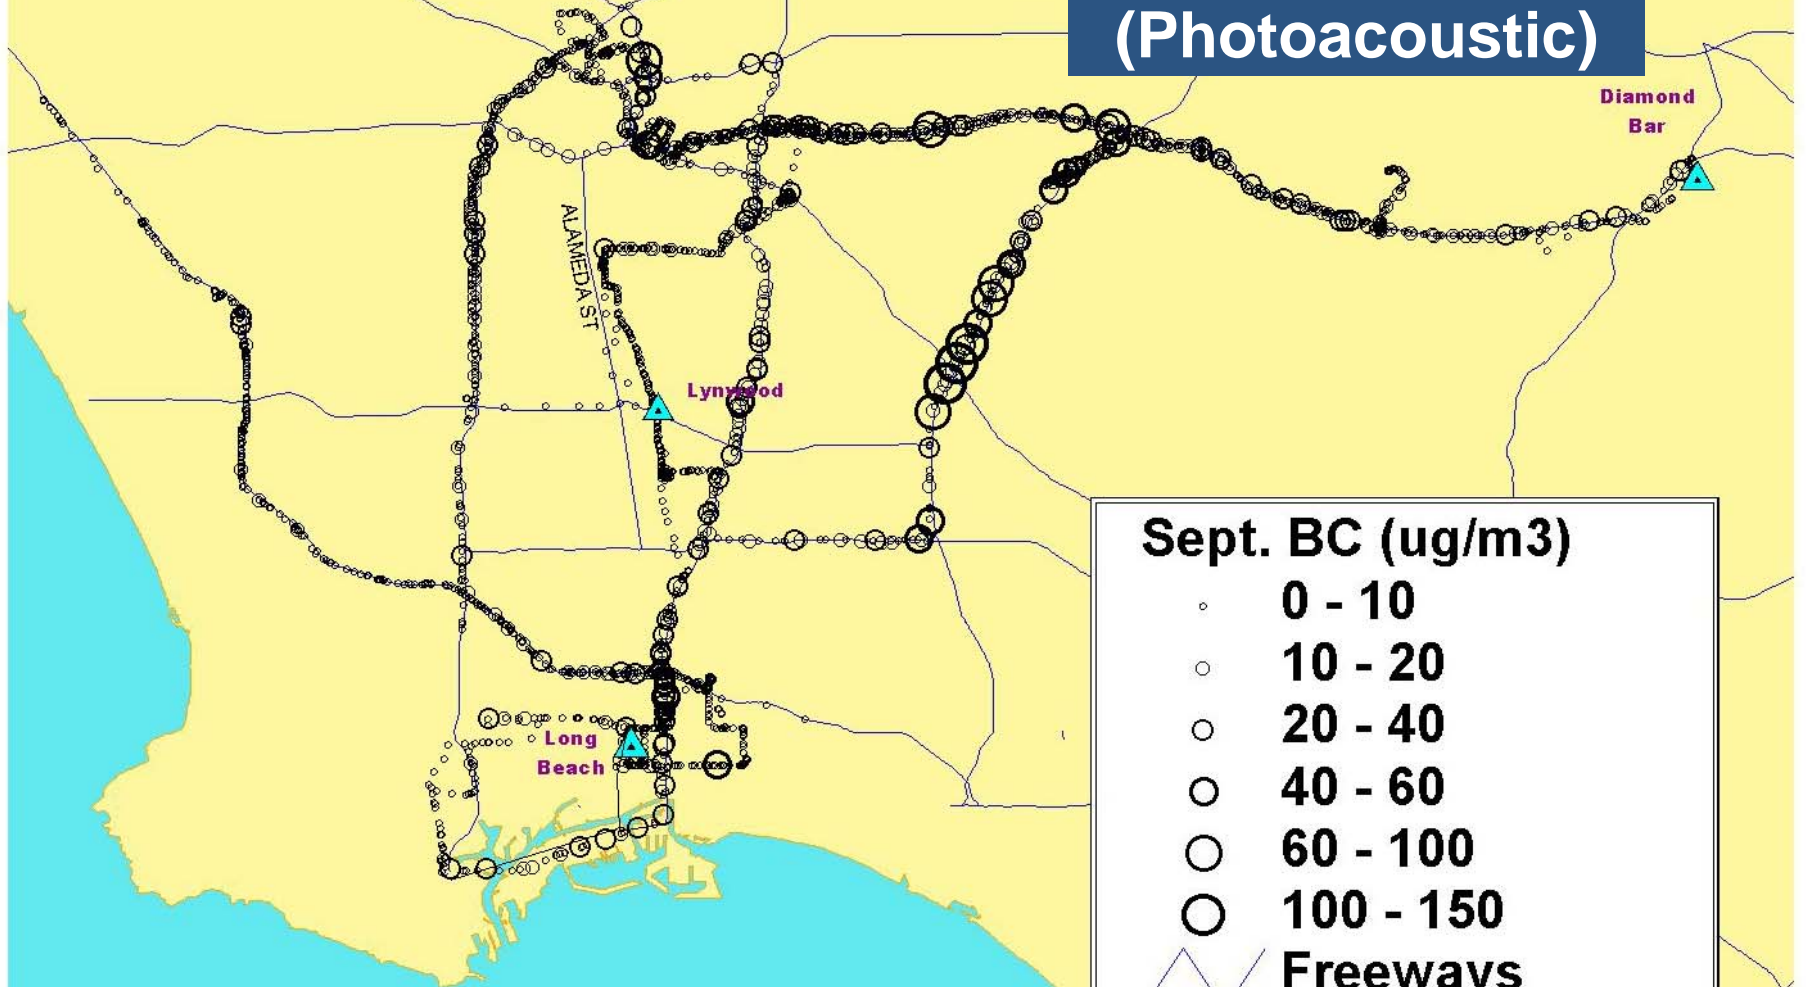 (Photoacoustic)
Diamond
Bar
ALAMEDA ST
Lynwood
Long
Beach
Sept. BC (ug/m3)
0 - 10
10 - 20
20 - 40
40 - 60
60 - 100
100 - 150
Freeways